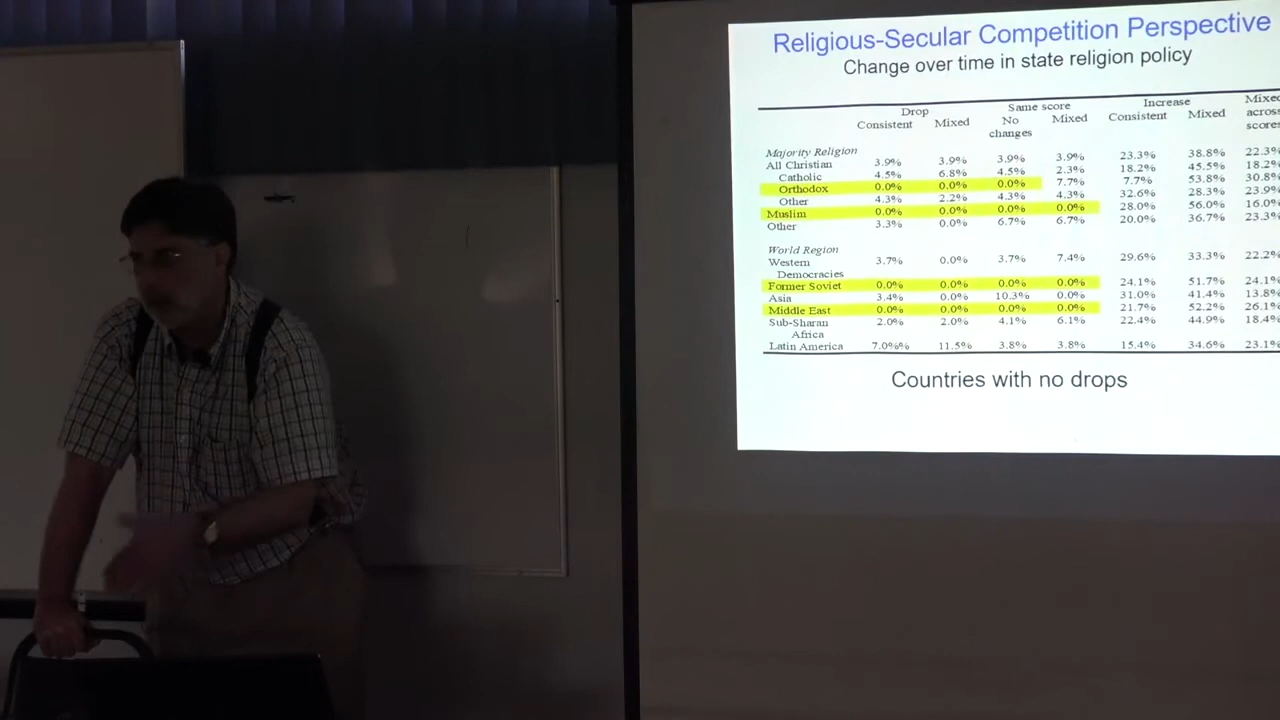 Religious-Secular Competition Perspective
Change over time in state religion policy
Drop Same score Increase Mixed
Consistent Mixed No Mixed Consistent Mixed across
changes scores
Majority Religion
All Christian 3.9% 3.9% 3.9% 3.9% 23.3% 38.8% 22.3%
Catholic 4.5% 6.8% 4.5% 2.3% 18.2% 45.5% 18.2%
Orthodox 0.0% 0.0% 0.0% 7.7% 7.7% 53.8% 30.8%
Other 4.3% 2.2% 4.3% 4.3% 32.6% 28.3% 23.9%
Muslim 0.0% 0.0% 0.0% 0.0% 28.0% 56.0% 16.0%
Other 3.3% 0.0% 6.7% 6.7% 20.0% 36.7% 23.3%
World Region
Western 3.7% 0.0% 3.7% 7.4% 29.6% 33.3% 22.2%
Democracies
Former Soviet 0.0% 0.0% 0.0% 0.0% 24.1% 51.7% 24.1%
Asia 3.4% 0.0% 10.3% 0.0% 31.0% 41.4% 13.8%
Middle East 0.0% 0.0% 0.0% 0.0% 21.7% 52.2% 26.1%
Sub-Sharan 2.0% 2.0% 4.1% 6.1% 22.4% 44.9% 18.4%
Africa
Latin America 7.0%% 11.5% 3.8% 3.8% 15.4% 34.6% 23.1%
Countries with no drops